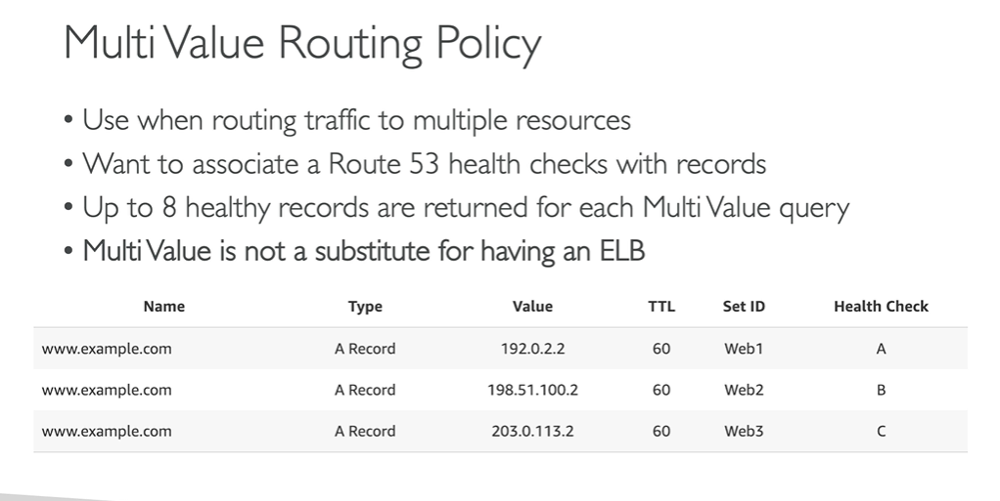 Multi Value Routing Policy
• Use when routing traffic to multiple resources
• Want to associate a Route 53 health checks with records
• Up to 8 healthy records are returned for each Multi Value query
• Multi Value is not a substitute for having an ELB
Name Type Value TTL Set ID Health Check
www.example.com A Record 192.0.2.2 60 Web1 A
www.example.com A Record 198.51.100.2 60 Web2 B
www.example.com A Record 203.0.113.2 60 Web3 C